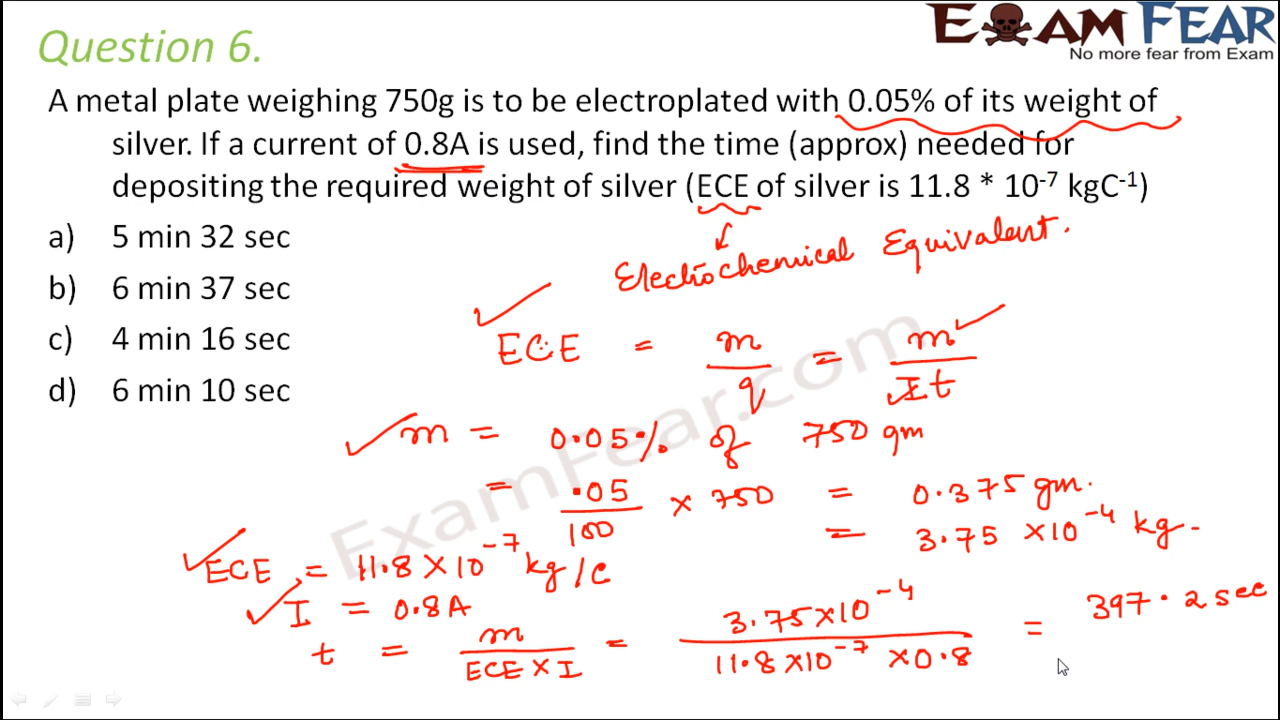 EXAM FEAR
No more fear from Exam
Question 6.
A metal plate weighing 750g is to be electroplated with 0.05% of its weight of
silver. If a current of 0.8A is used, find the time (approx) needed for
depositing the required weight of silver (ECE of silver is 11.8 * 10⁻⁷ kgC⁻¹)
a) 5 min 32 sec
b) 6 min 37 sec
c) 4 min 16 sec
d) 6 min 10 sec
Electrochemical Equivalent.
ECE = m/q = m/It
m = 0.05% of 750 gm
= .05/100 × 750 = 0.375 gm.
= 3.75 × 10⁻⁴ kg.
ECE = 11.8 × 10⁻⁷ kg/C
I = 0.8A
t = m/ECE × I = 3.75×10⁻⁴/11.8×10⁻⁷ × 0.8 = 397.2 sec
ExamFear.com